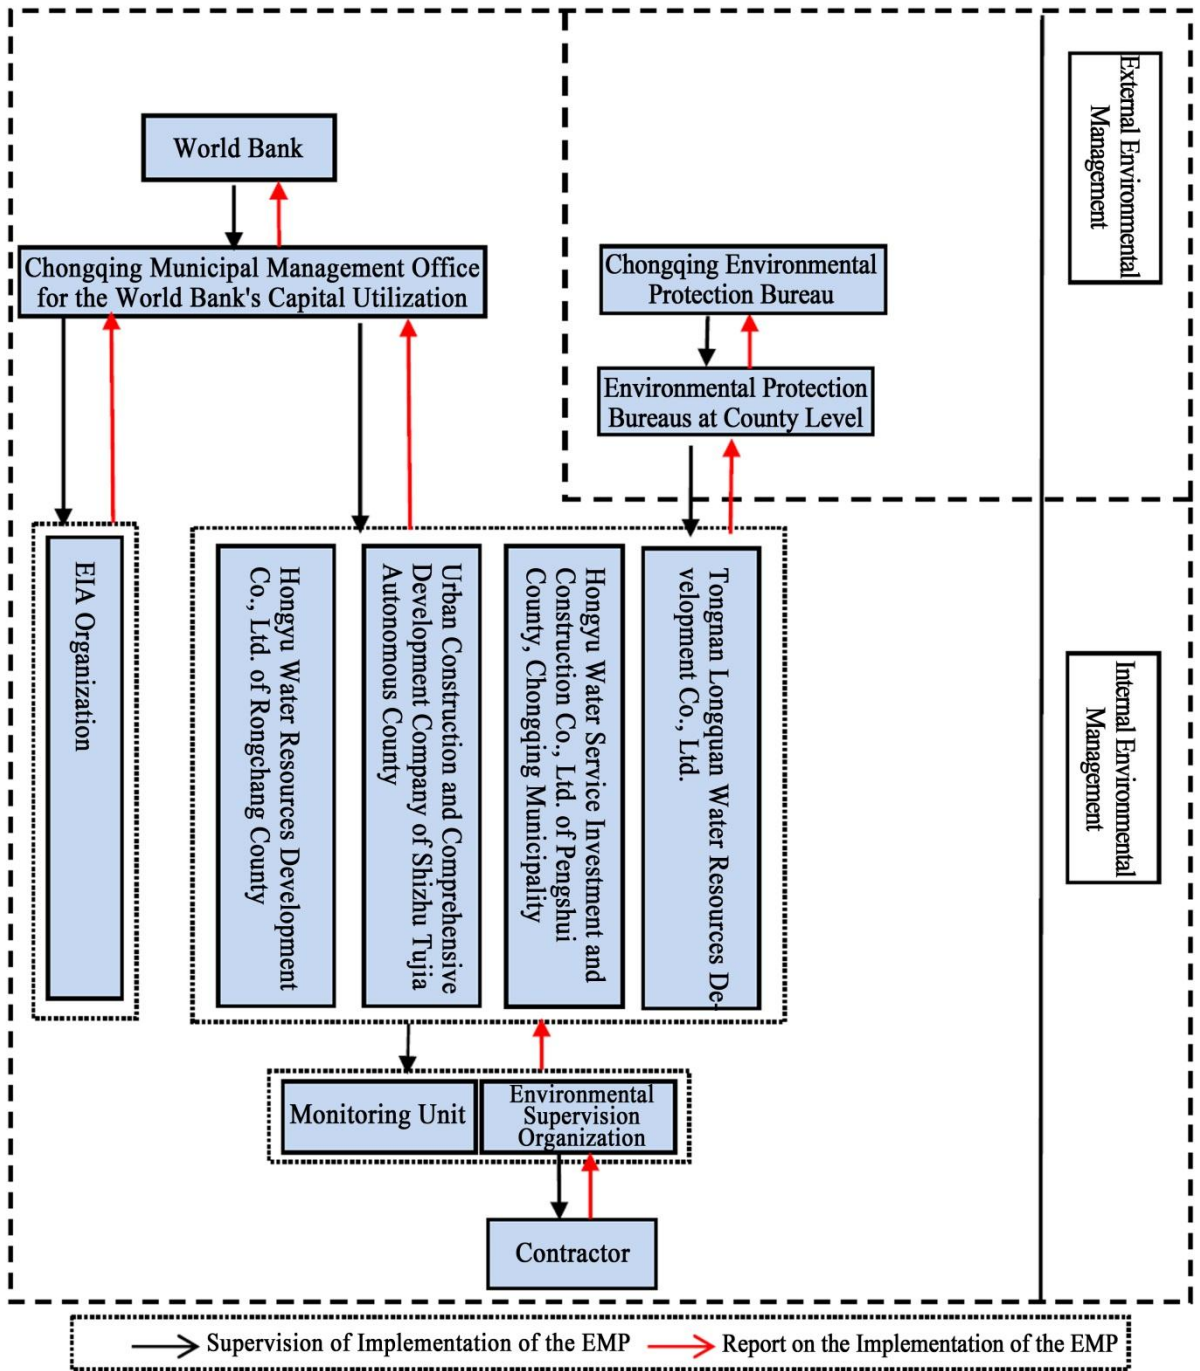 World Bank
Chongqing Municipal Management Office
for the World Bank's Capital Utilization
Chongqing Environmental
Protection Bureau
Environmental Protection
Bureaus at County Level
External Environmental
Management
EIA Organization
Hongyu Water Resources Development
Co., Ltd. of Rongchang County
Urban Construction and Comprehensive
Development Company of Shizhu Tujia
Autonomous County
Hongyu Water Service Investment and
Construction Co., Ltd. of Pengshui
County, Chongqing Municipality
Tongnan Longquan Water Resources De-
velopment Co., Ltd.
Internal Environmental
Management
Monitoring Unit
Environmental
Supervision
Organization
Contractor
Supervision of Implementation of the EMP
Report on the Implementation of the EMP